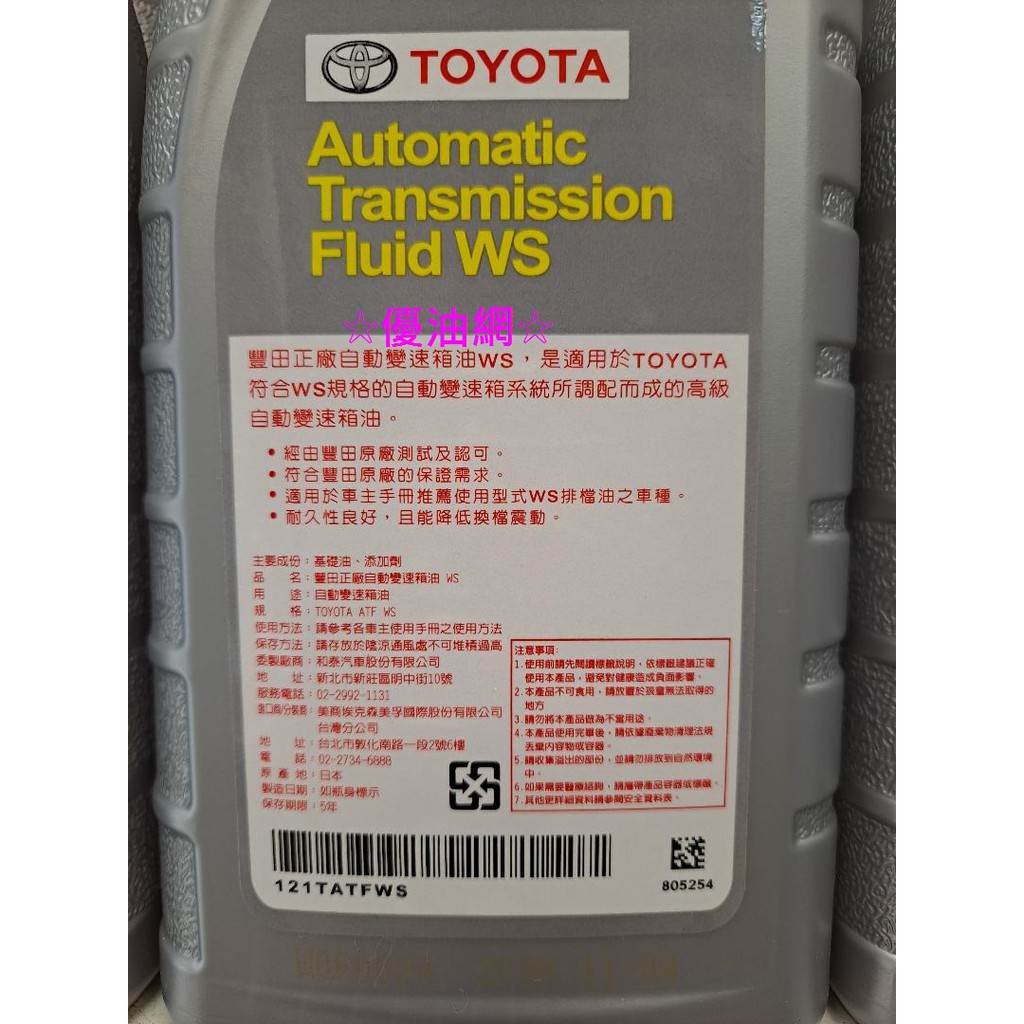 TOYOTA
Automatic
Transmission
Fluid WS
☆優油網☆
豐田正廠自動變速箱油WS，是適用於TOYOTA
符合WS規格的自動變速箱系統所調配而成的高級
自動變速箱油。
• 經由豐田原廠測試及認可。
• 符合豐田原廠的保證需求。
• 適用於車主手冊推薦使用型式WS排檔油之車種。
• 耐久性良好，且能降低換檔震動。
主要成份：基礎油、添加劑
品 名：豐田正廠自動變速箱油 WS
用 途：自動變速箱油
規 格：TOYOTA ATF WS
使用方法：請參考各車主使用手冊之使用方法
保存方法：請存放於陰涼通風處不可堆積過高
委製廠商：和泰汽車股份有限公司
地 址：新北市新莊區明中街10號
服務電話：02-2992-1131
進口商/分裝商：美商埃克森美孚國際股份有限公司
台灣分公司
地 址：台北市敦化南路一段2號6樓
電 話：02-2734-6888
原 產 地：日本
製造日期：如瓶身標示
保存期限：5年
注意事項：
1. 使用前請先閱讀標籤說明，依標籤建議正確
使用本產品，避免對健康造成負面影響。
2. 本產品不可食用，請放置於孩童無法取得的
地方
3. 請勿將本產品做為不當用途。
4. 本產品使用完畢後，請依據廢棄物清理法規
丟棄內容物或容器。
5. 請收集溢出的部份，並請勿排放到自然環境
中。
6. 如果需要醫療諮詢，請攜帶產品容器或標籤。
7. 其他更詳細資料請參閱安全資料表。
121TATFWS
805254